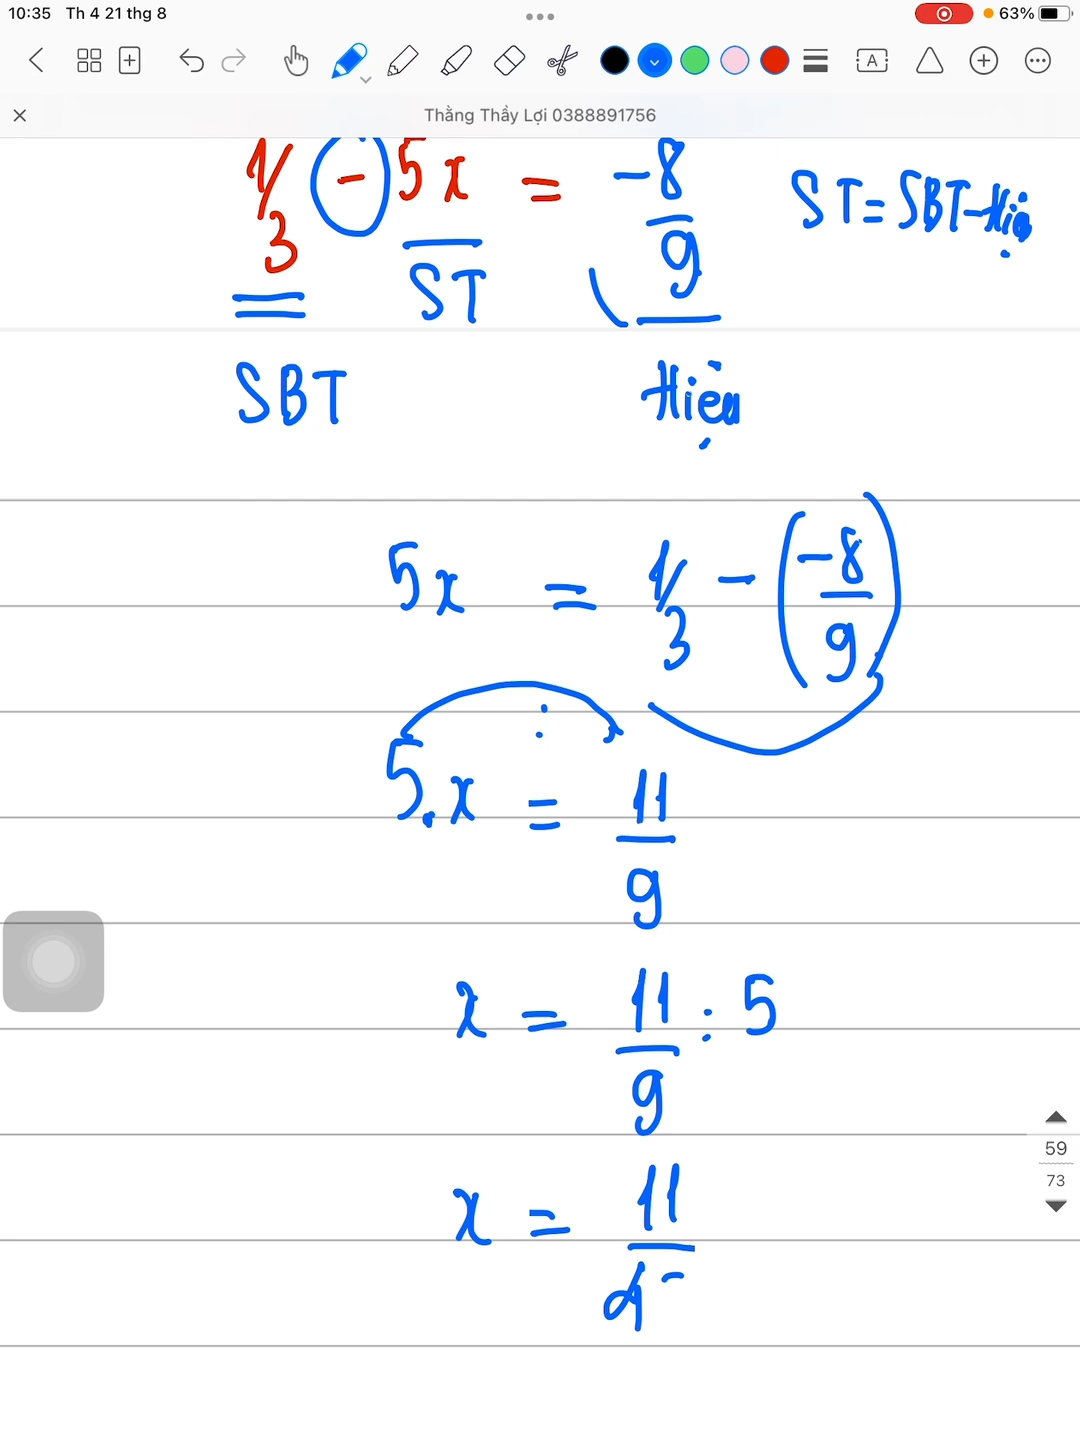 10:35 Th 4 21 thg 8 63%
A
Thằng Thầy Lợi 0388891756
1/3 - 5x = -8/9 ST = SBT - Hiệu
ST
SBT Hiệu
5x = 1/3 - (-8/9)
:
5.x = 11/9
x = 11/9 : 5
59
73
x = 11/4